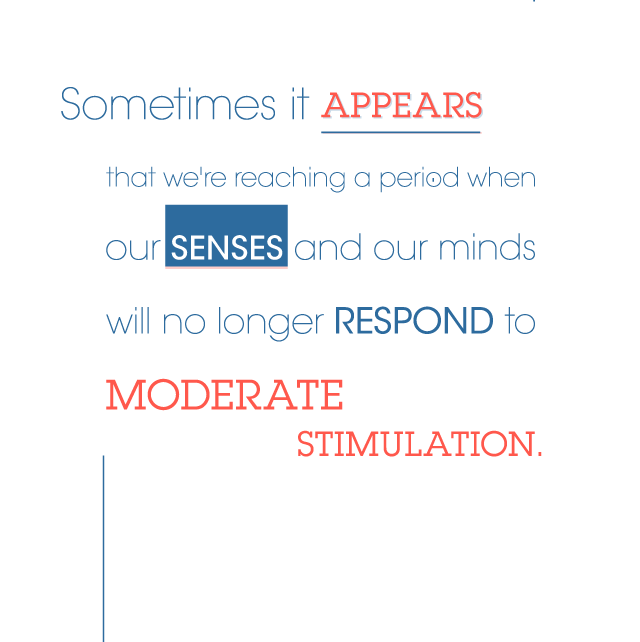 Sometimes it APPEARS
that we're reaching a period when
our SENSES and our minds
will no longer RESPOND to
MODERATE
STIMULATION.